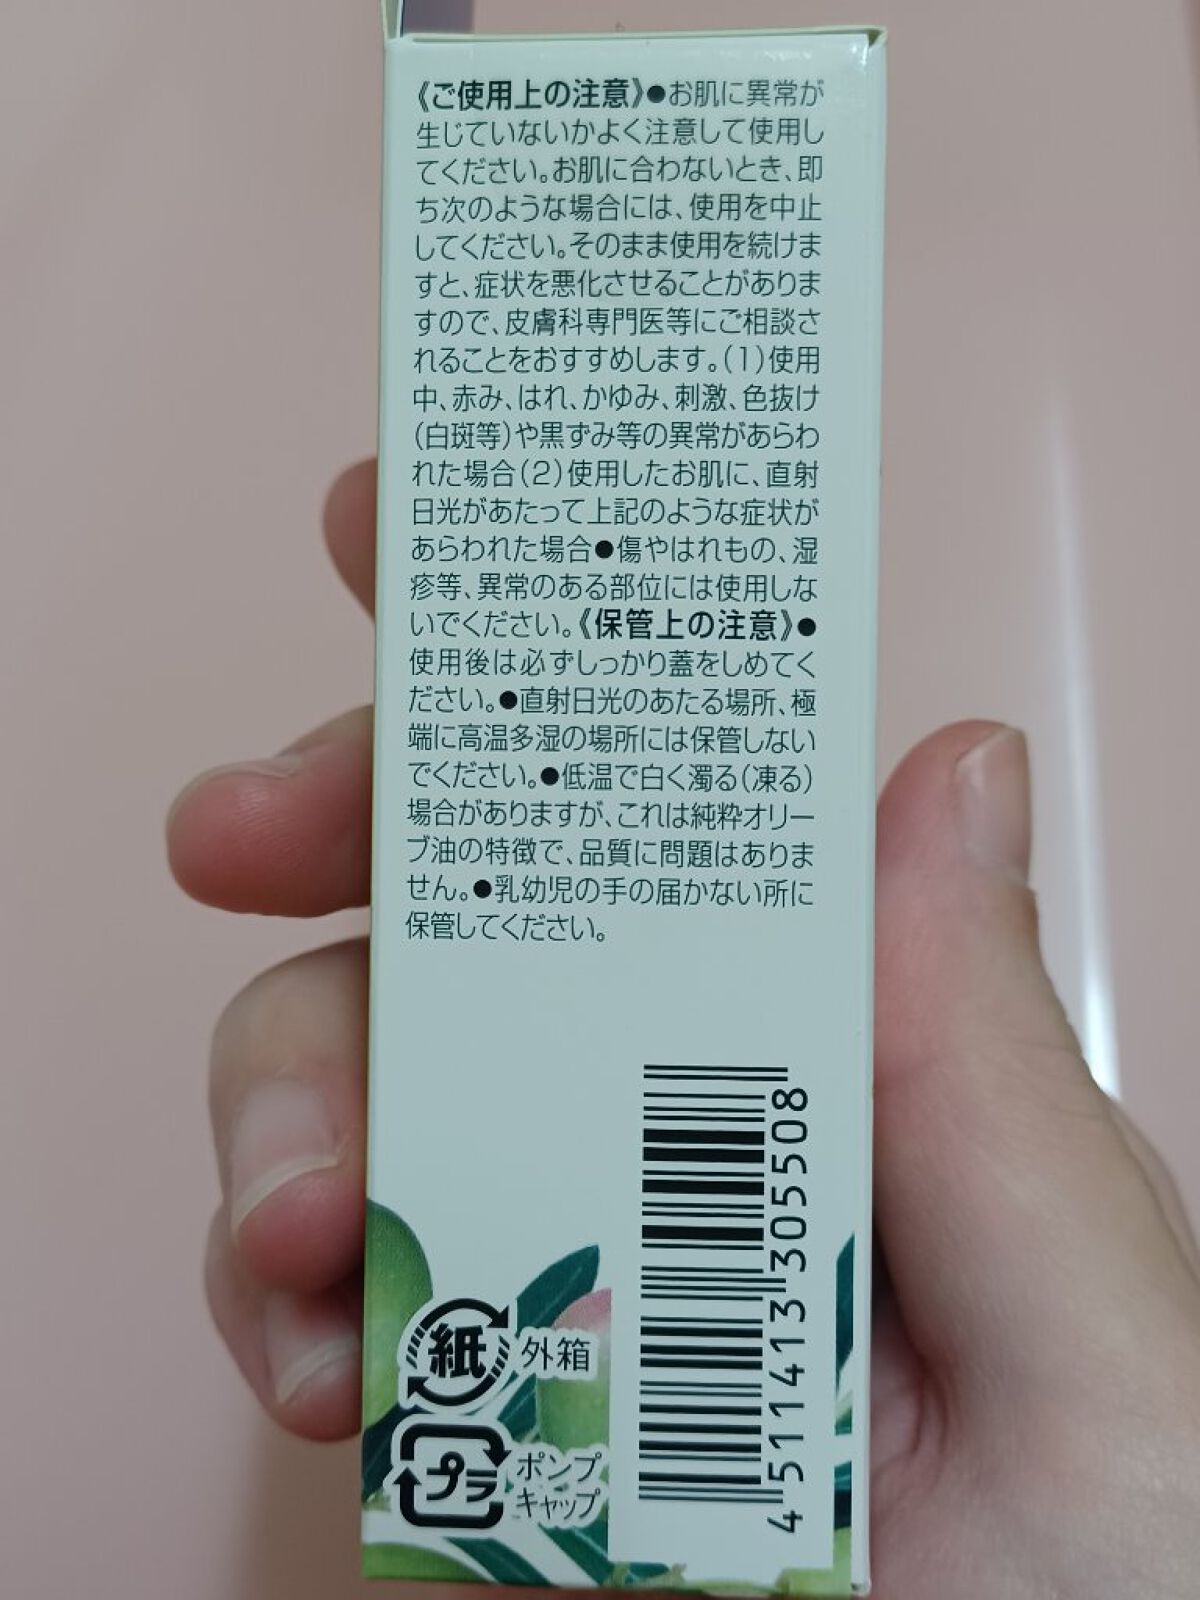 《ご使用上の注意》●お肌に異常が
生じていないかよく注意して使用し
てください。お肌に合わないとき、即
ち次のような場合には、使用を中止
してください。そのまま使用を続けま
すと、症状を悪化させることがありま
すので、皮膚科専門医等にご相談さ
れることをおすすめします。(1)使用
中、赤み、はれ、かゆみ、刺激、色抜け
(白斑等)や黒ずみ等の異常があらわ
れた場合(2)使用したお肌に、直射
日光があたって上記のような症状が
あらわれた場合●傷やはれもの、湿
疹等、異常のある部位には使用しな
いでください。《保管上の注意》●
使用後は必ずしっかり蓋をしめてく
ださい。●直射日光のあたる場所、極
端に高温多湿の場所には保管しない
でください。●低温で白く濁る(凍る)
場合がありますが、これは純粋オリー
ブ油の特徴で、品質に問題はありま
せん。●乳幼児の手の届かない所に
保管してください。
4511413305508
紙 外箱
プラ ポンプ
キャップ